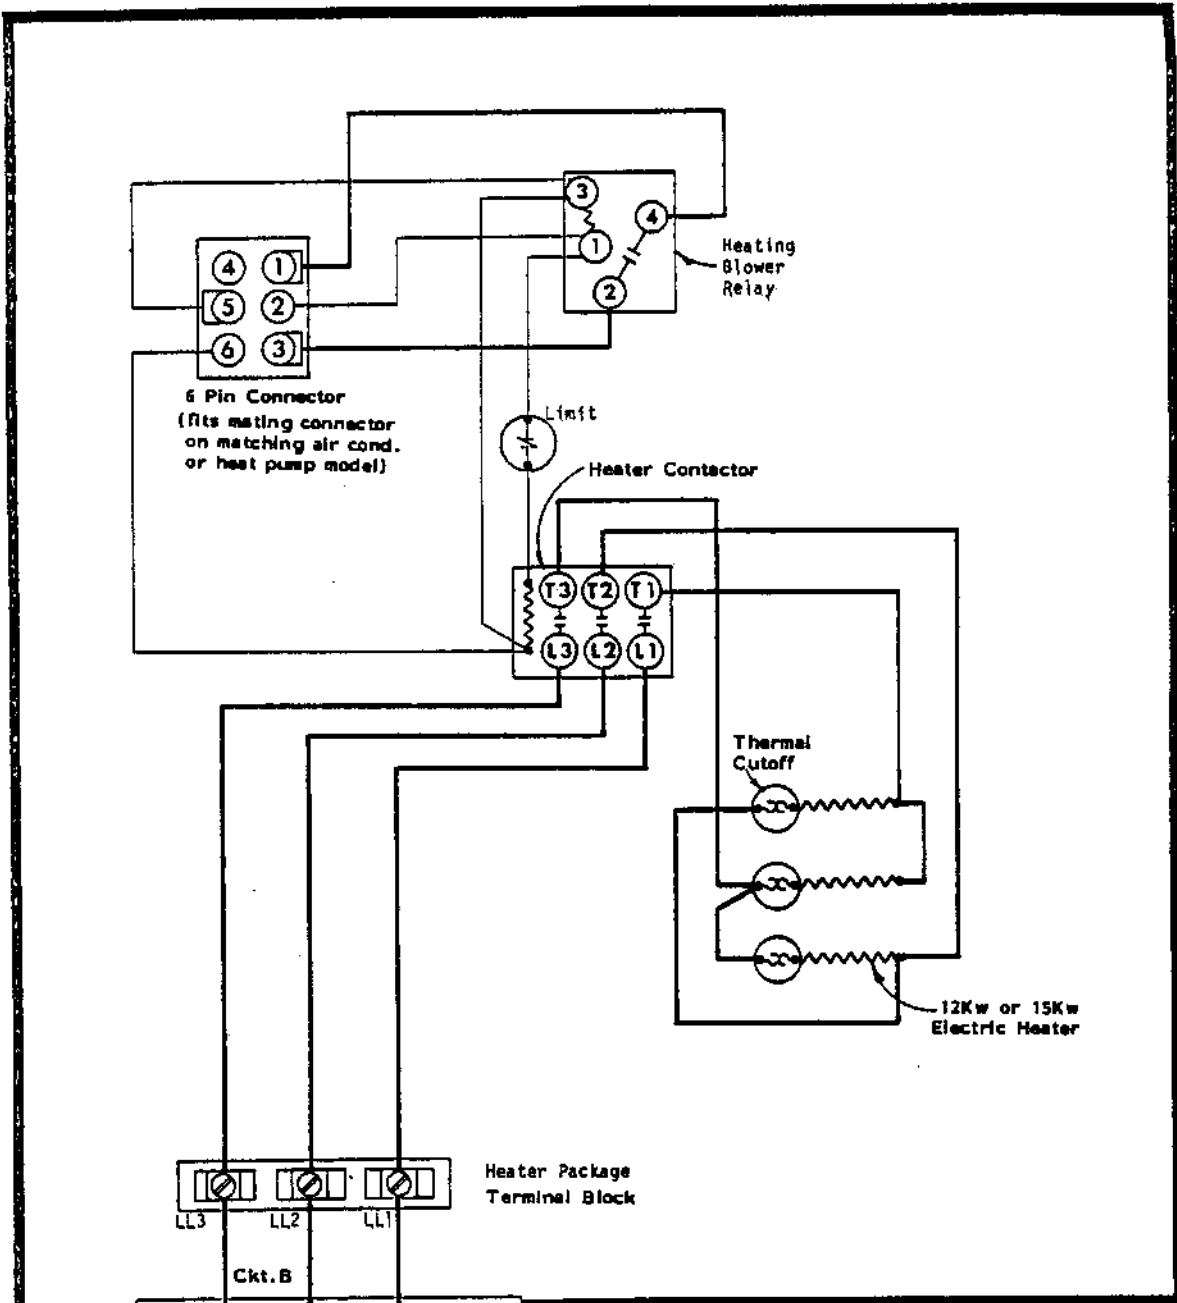 3
4
1
2
Heating
Blower
Relay
4 1
5 2
6 3
6 Pin Connector
(fits mating connector
on matching air cond.
or heat pump model)
Limit
Heater Contactor
T3 T2 T1
L3 L2 L1
Thermal
Cutoff
12Kw or 15Kw
Electric Heater
Heater Package
Terminal Block
LL3 LL2 LL1
Ckt.B